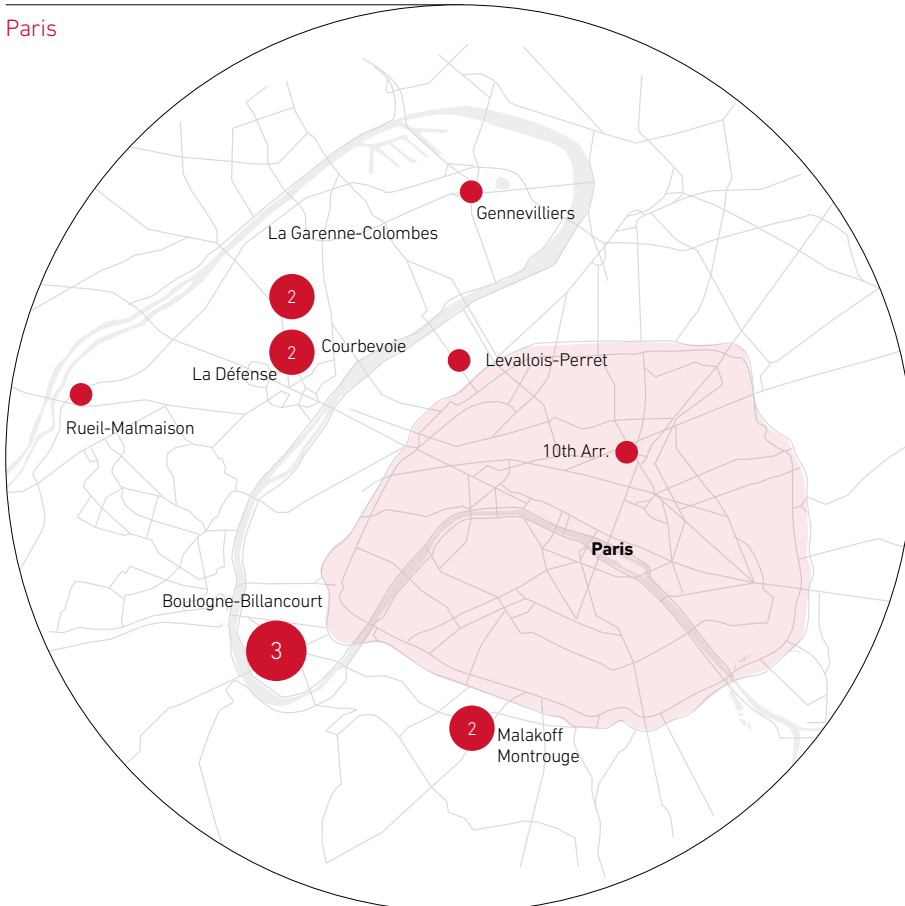 Paris
Gennevilliers
La Garenne-Colombes
2
2
Courbevoie
La Défense
Levallois-Perret
Rueil-Malmaison
10th Arr.
Paris
Boulogne-Billancourt
3
2
Malakoff
Montrouge